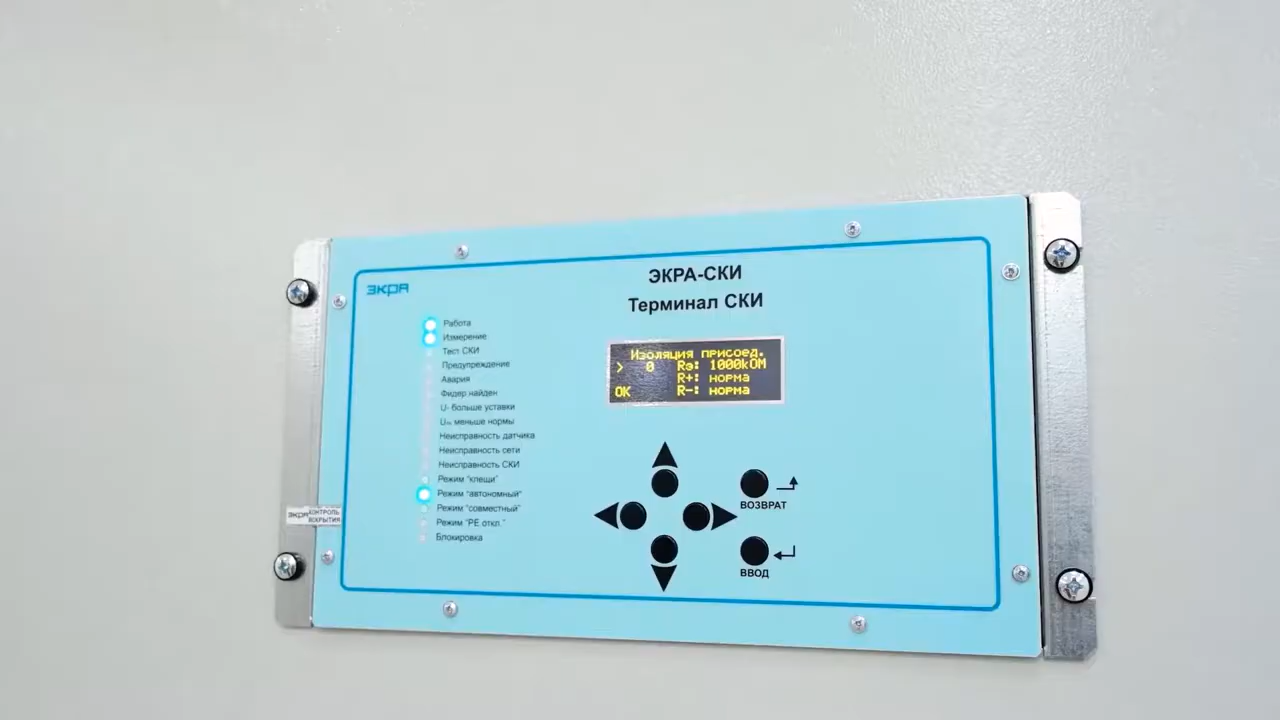 ЭКРА-СКИ
Терминал СКИ
ЭКРА
Работа
Измерение
Тест СКИ
Предупреждение
Авария
Фидер найден
U- больше уставки
меньше нормы
Неисправность датчика
Неисправность сети
Неисправность СКИ
Режим "клещи"
Режим "автономный"
Режим "совместный"
Режим "РЕ откл."
Блокировка
Изоляция присоед.
> 0 Rэ: 1000kОМ
R+: норма
OK R-: норма
ВОЗВРАТ
ВВОД
ЭКРА КОНТРОЛЬ
ВСКРЫТИЯ